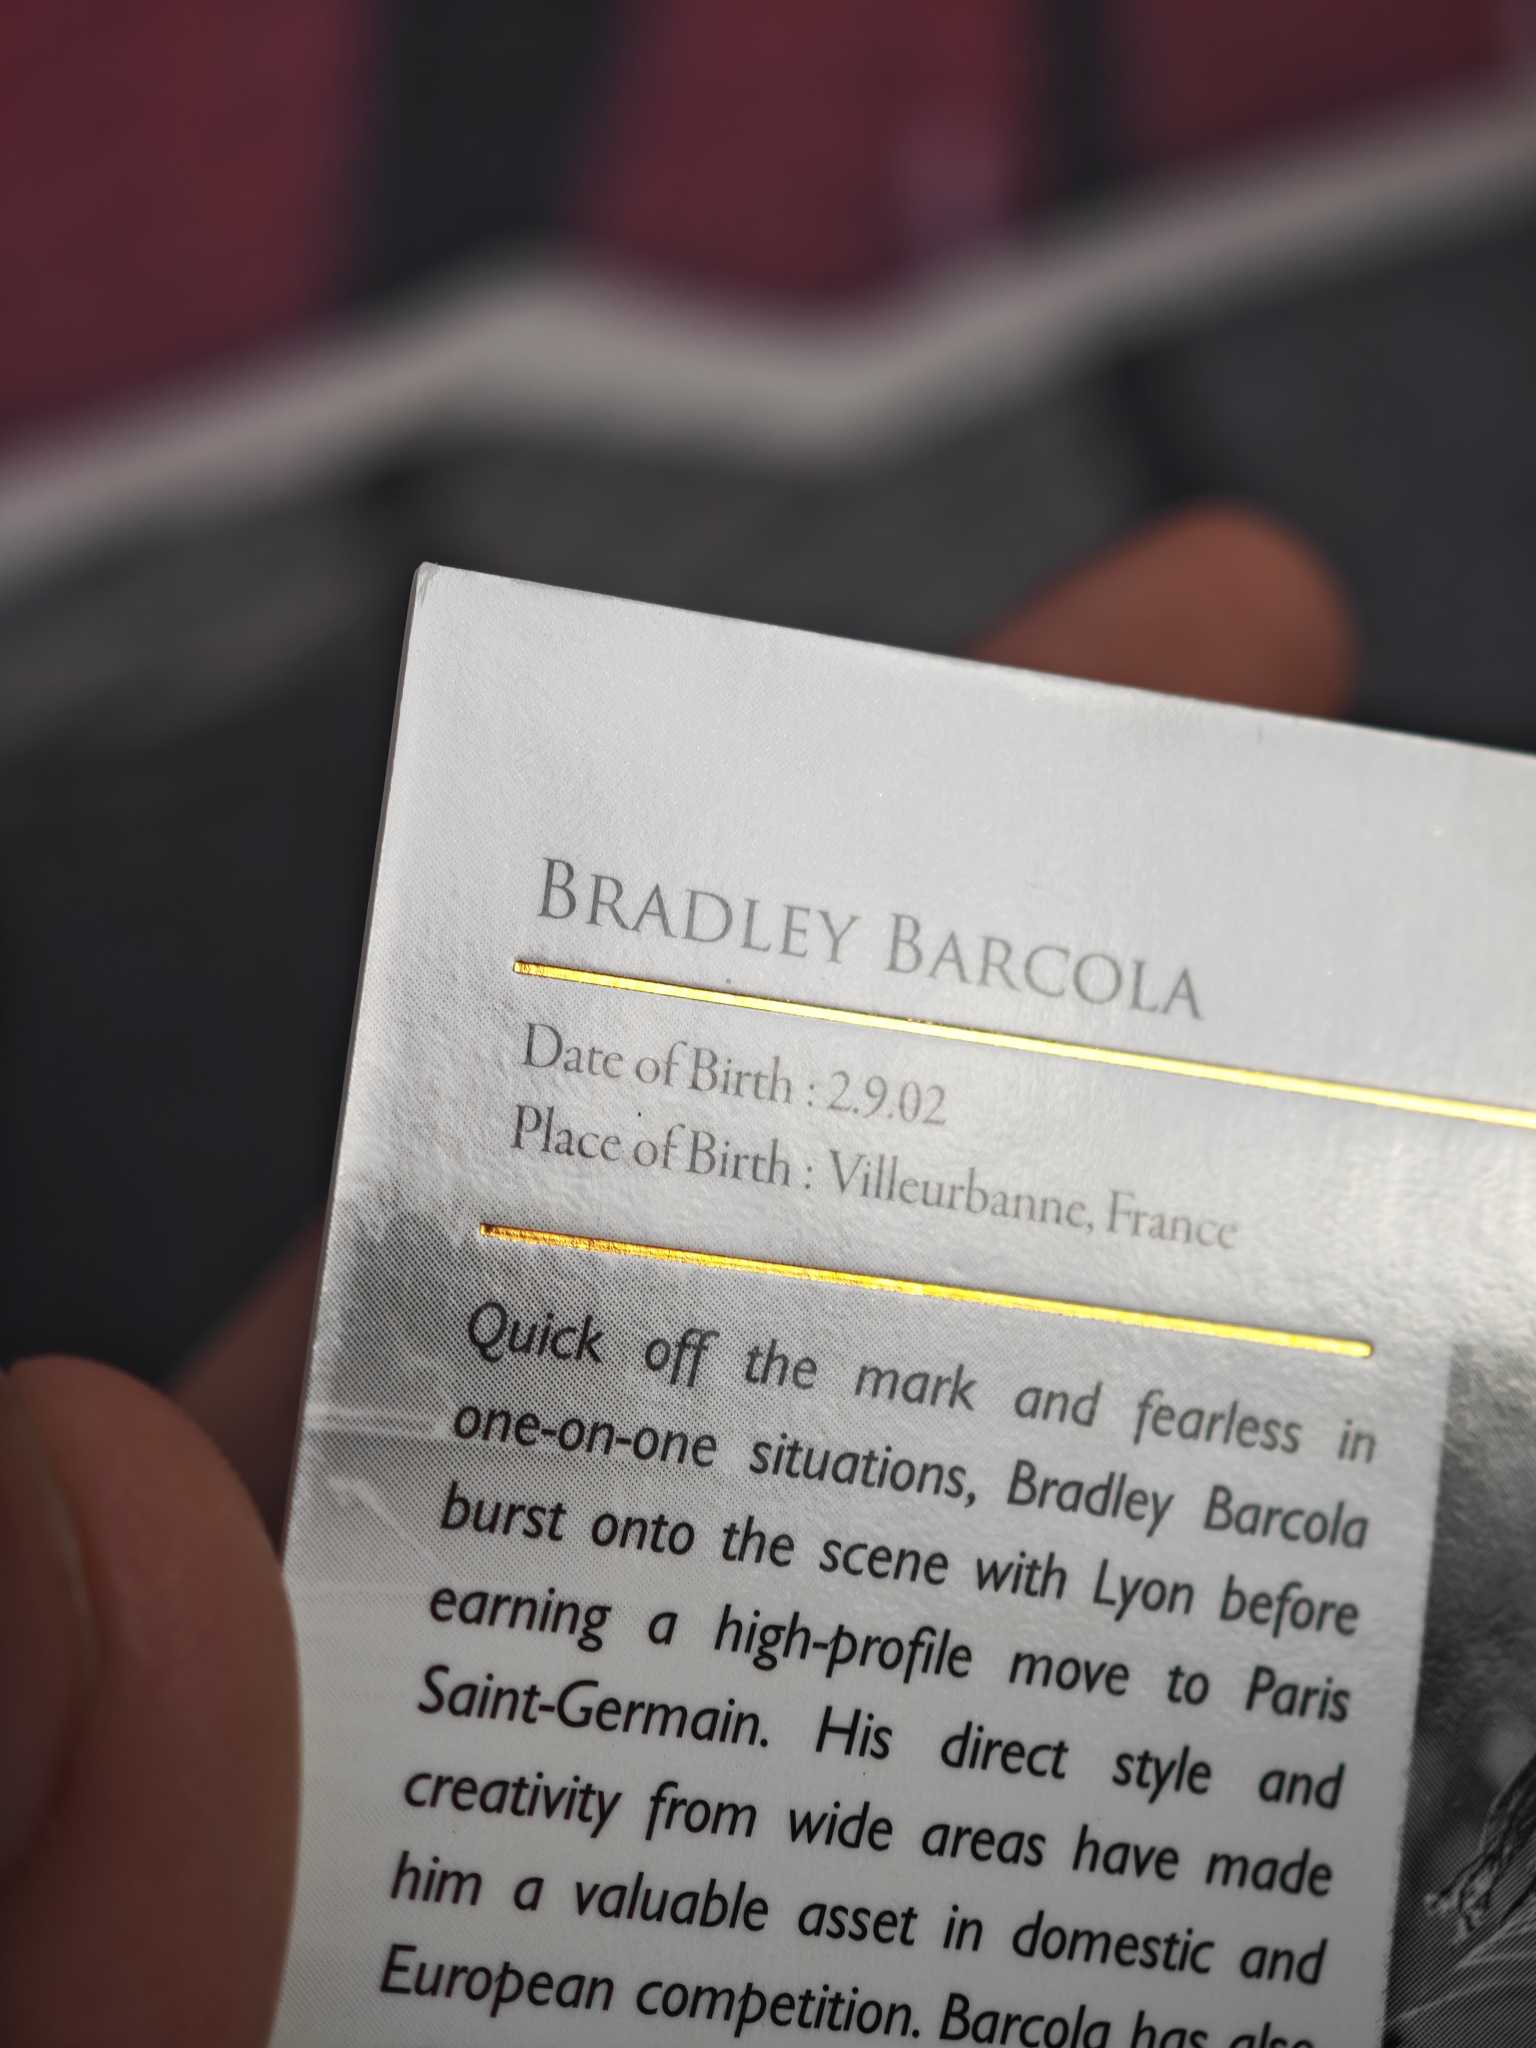 BRADLEY BARCOLA
Date of Birth : 2.9.02
Place of Birth : Villeurbanne, France
Quick off the mark and fearless in
one-on-one situations, Bradley Barcola
burst onto the scene with Lyon before
earning a high-profile move to Paris
Saint-Germain. His direct style and
creativity from wide areas have made
him a valuable asset in domestic and
European competition. Barcola has also